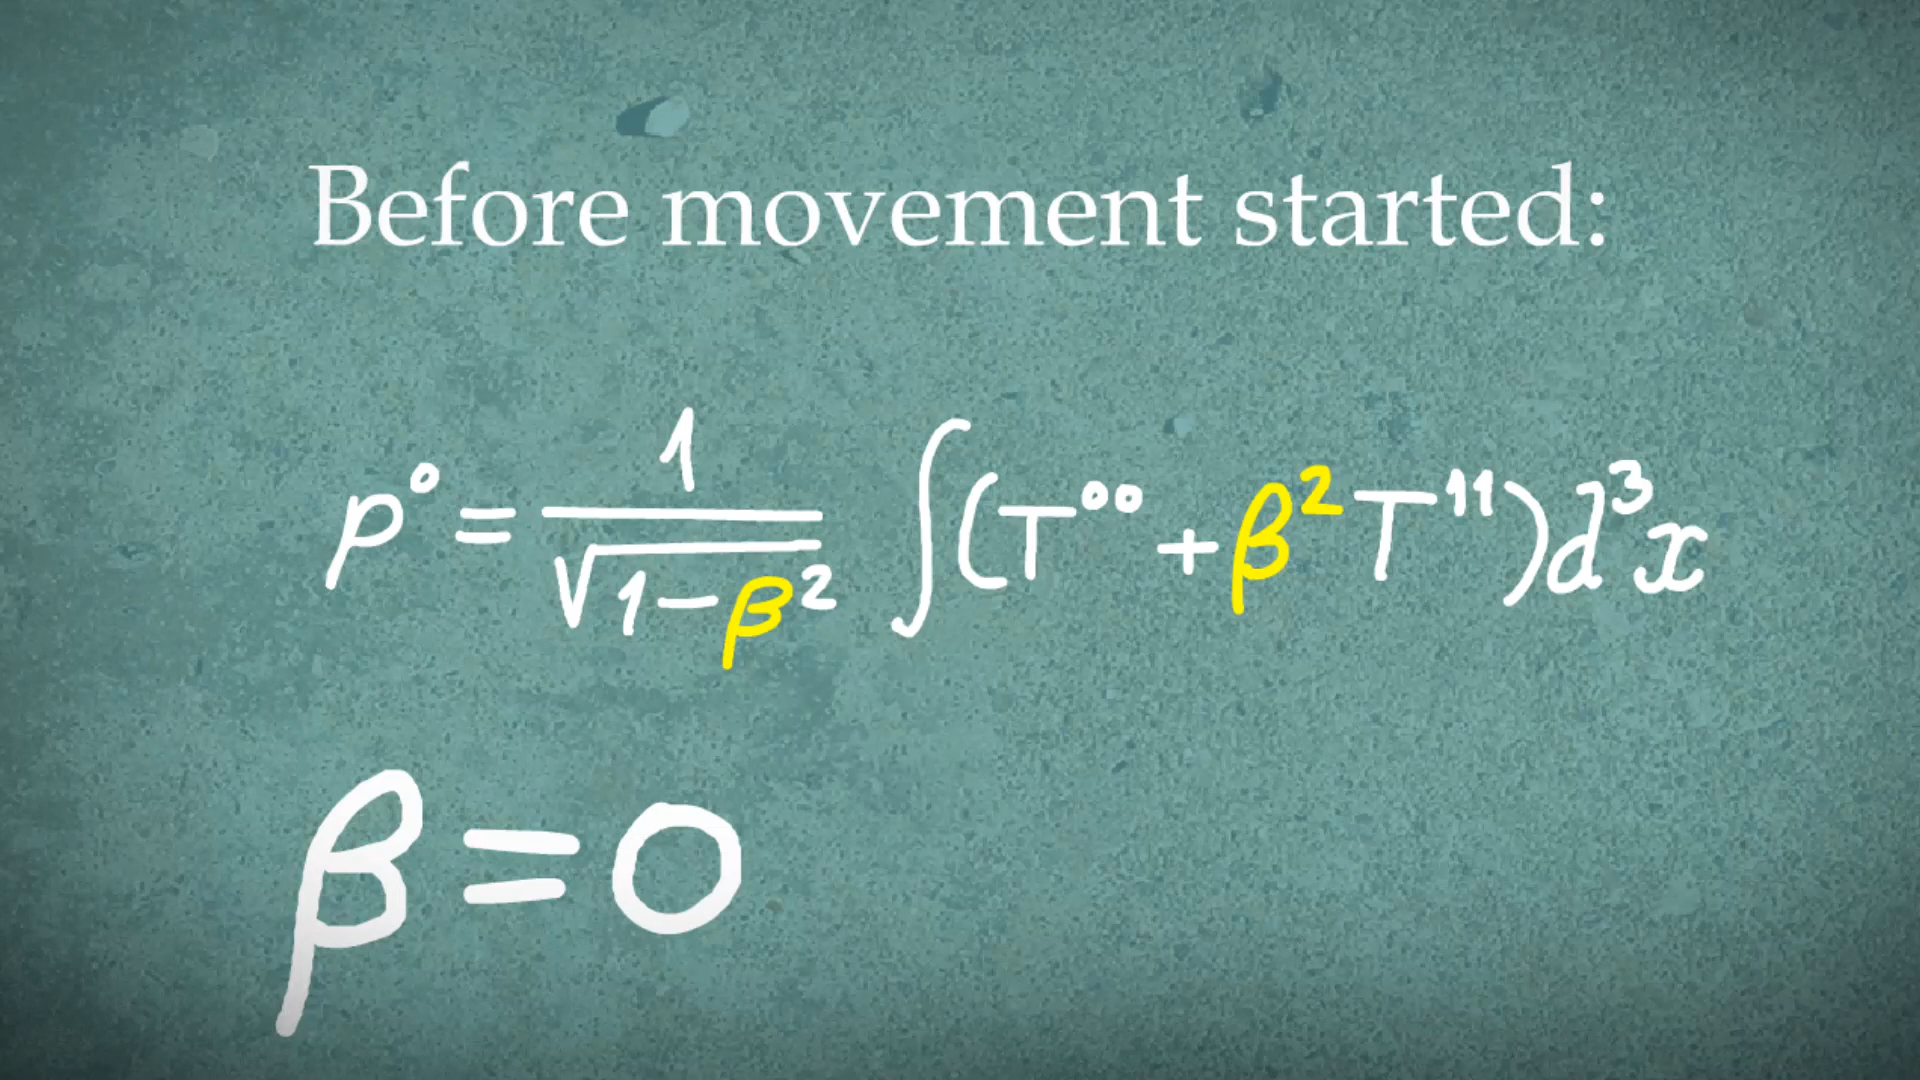 Before movement started:
p⁰ = 1/√(1-β²) ∫(T⁰⁰ + β²T¹¹)d³x
β = 0